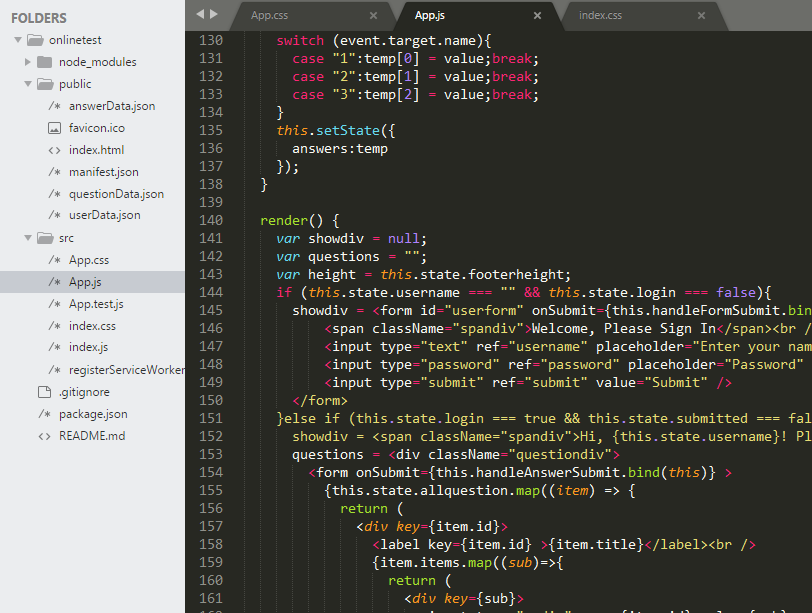 FOLDERS
onlinetest
node_modules
public
answerData.json
favicon.ico
index.html
manifest.json
questionData.json
userData.json
src
App.css
App.js
App.test.js
index.css
index.js
registerServiceWorker
.gitignore
package.json
README.md
App.css × App.js × index.css ×
130 switch (event.target.name){
131 case "1":temp[0] = value;break;
132 case "2":temp[1] = value;break;
133 case "3":temp[2] = value;break;
134 }
135 this.setState({
136 answers:temp
137 });
138 }
139
140 render() {
141 var showdiv = null;
142 var questions = "";
143 var height = this.state.footerheight;
144 if (this.state.username === "" && this.state.login === false){
145 showdiv = <form id="userform" onSubmit={this.handleFormSubmit.bin
146 <span className="spandiv">Welcome, Please Sign In</span><br /
147 <input type="text" ref="username" placeholder="Enter your nam
148 <input type="password" ref="password" placeholder="Password"
149 <input type="submit" ref="submit" value="Submit" />
150 </form>
151 }else if (this.state.login === true && this.state.submitted === fal
152 showdiv = <span className="spandiv">Hi, {this.state.username}! Pl
153 questions = <div className="questiondiv">
154 <form onSubmit={this.handleAnswerSubmit.bind(this)} >
155 {this.state.allquestion.map((item) => {
156 return (
157 <div key={item.id}>
158 <label key={item.id} >{item.title}</label><br />
159 {item.items.map((sub)=>{
160 return (
161 <div key={sub}>